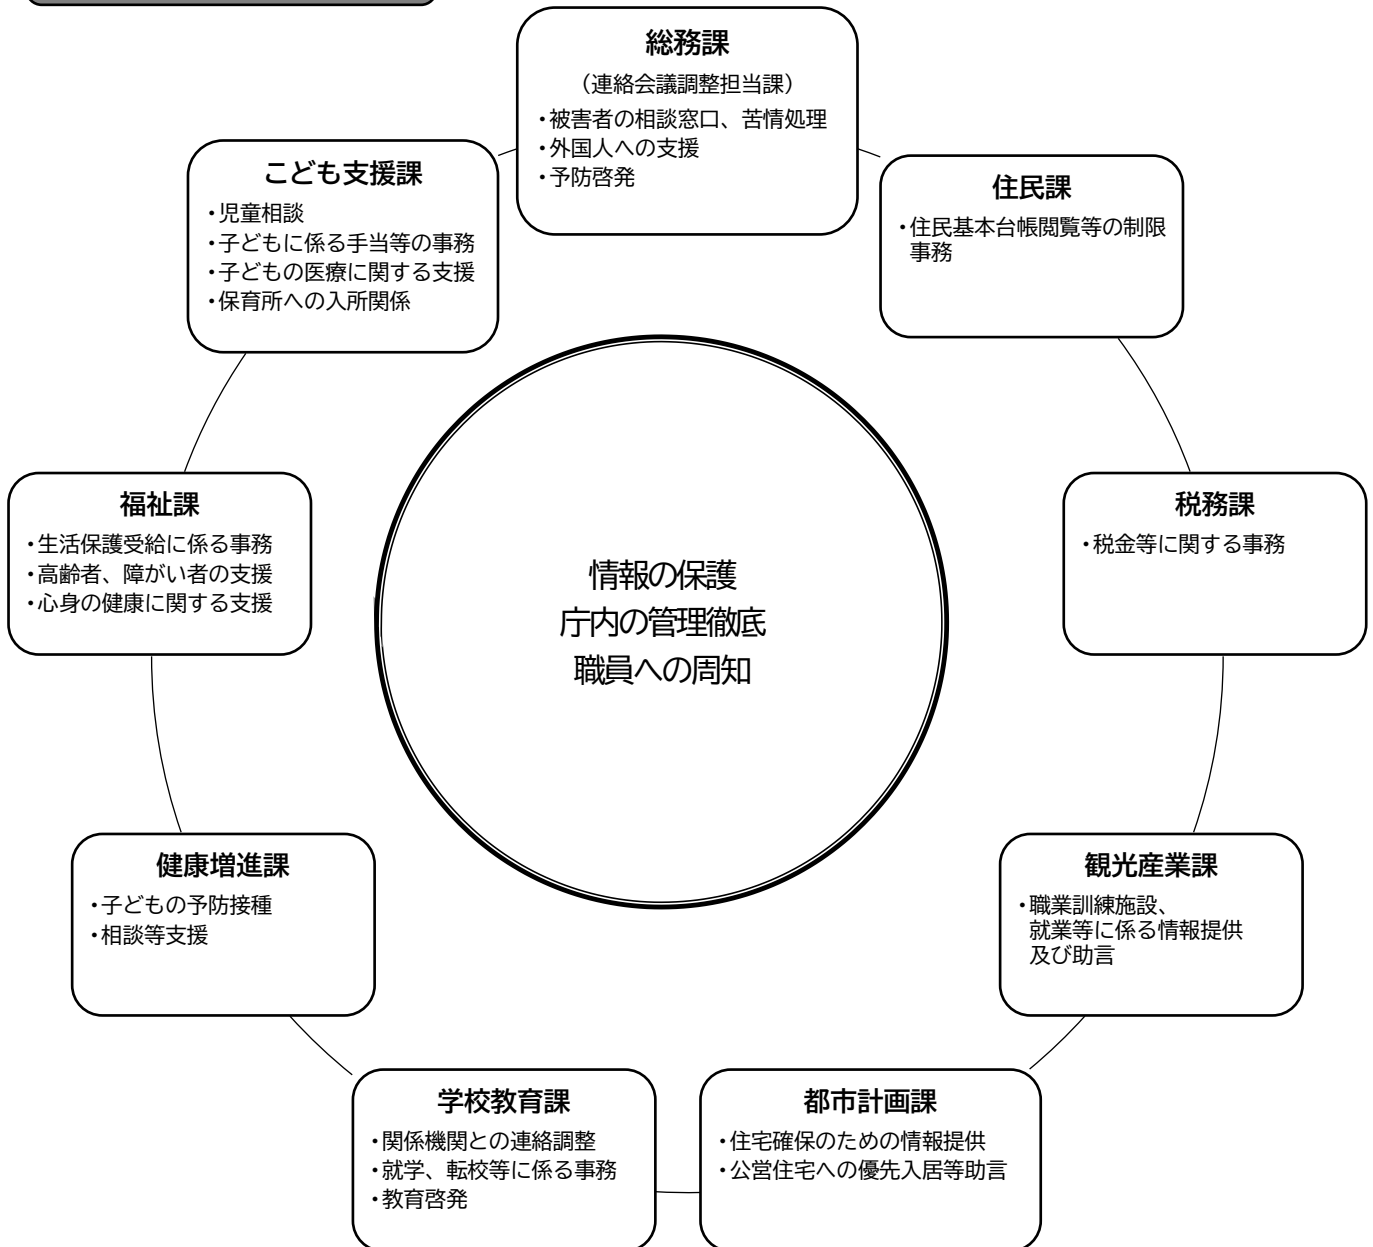 総務課
（連絡会議調整担当課）
・被害者の相談窓口、苦情処理
・外国人への支援
・予防啓発
住民課
・住民基本台帳閲覧等の制限
事務
税務課
・税金等に関する事務
観光産業課
・職業訓練施設、
就業等に係る情報提供
及び助言
都市計画課
・住宅確保のための情報提供
・公営住宅への優先入居等助言
学校教育課
・関係機関との連絡調整
・就学、転校等に係る事務
・教育啓発
健康増進課
・子どもの予防接種
・相談等支援
福祉課
・生活保護受給に係る事務
・高齢者、障がい者の支援
・心身の健康に関する支援
こども支援課
・児童相談
・子どもに係る手当等の事務
・子どもの医療に関する支援
・保育所への入所関係
情報の保護
庁内の管理徹底
職員への周知